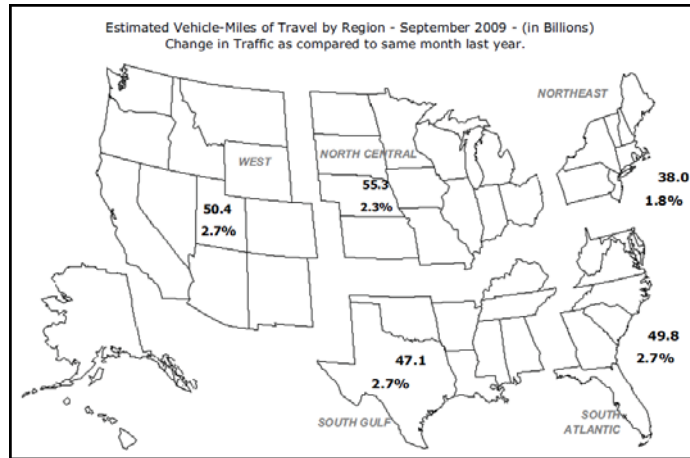 Estimated Vehicle-Miles of Travel by Region - September 2009 - (in Billions)
Change in Traffic as compared to same month last year.
NORTHEAST
WEST
NORTH CENTRAL
38.0
1.8%
55.3
2.3%
50.4
2.7%
49.8
2.7%
47.1
2.7%
SOUTH GULF
SOUTH
ATLANTIC